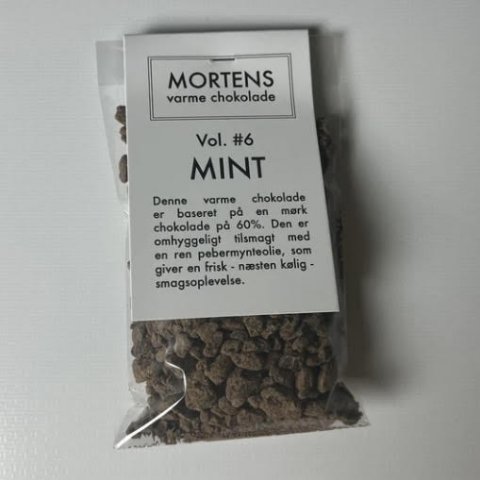 MORTENS
varme chokolade
Vol. #6
MINT
Denne varme chokolade
er baseret på en mørk
chokolade på 60%. Den er
omhyggeligt tilsmagt med
en ren pebermynteolie, som
giver en frisk - næsten kølig -
smagsoplevelse.